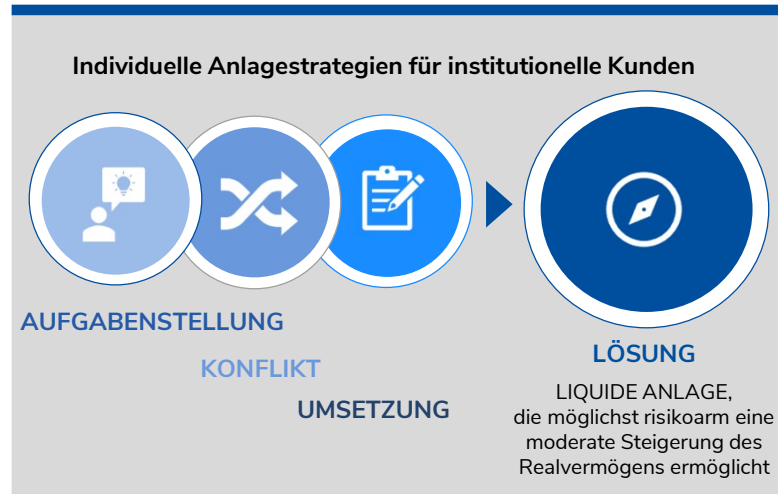 Individuelle Anlagestrategien für institutionelle Kunden
AUFGABENSTELLUNG
KONFLIKT
UMSETZUNG
LÖSUNG
LIQUIDE ANLAGE,
die möglichst risikoarm eine
moderate Steigerung des
Realvermögens ermöglicht